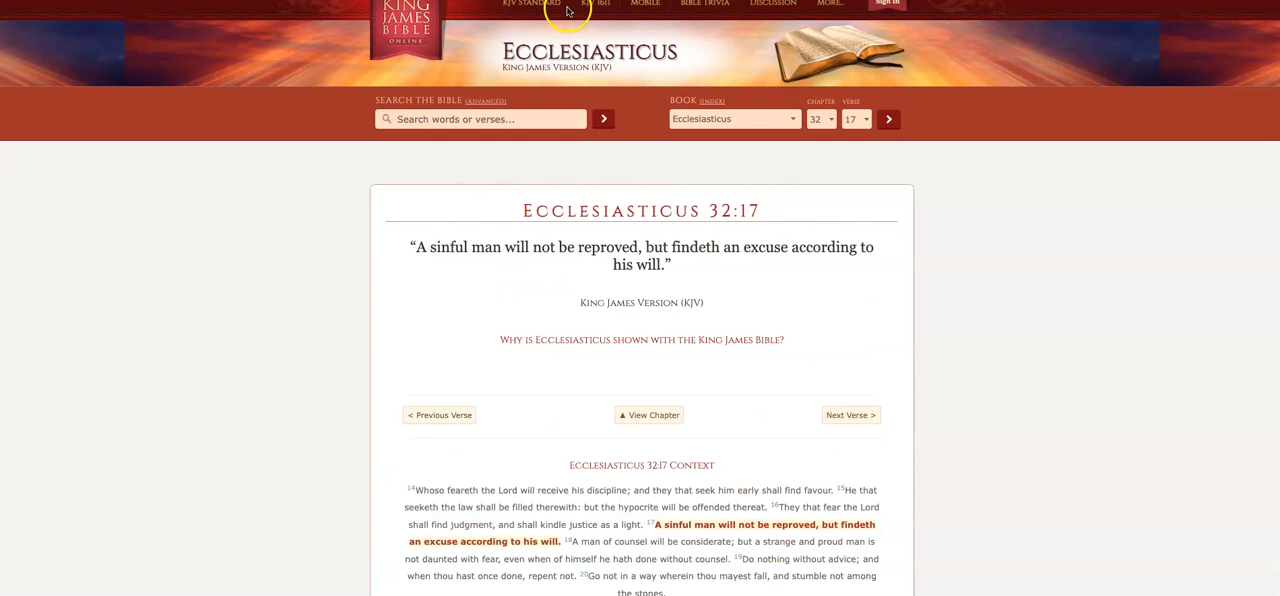 KING
JAMES
BIBLE
ONLINE
KJV STANDARD KJV 1611 MOBILE BIBLE TRIVIA DISCUSSION MORE... Sign in
ECCLESIASTICUS
KING JAMES VERSION (KJV)
SEARCH THE BIBLE (ADVANCED) BOOK (INDEX) CHAPTER VERSE
Search words or verses... > Ecclesiasticus 32 17 >
ECCLESIASTICUS 32:17
“A sinful man will not be reproved, but findeth an excuse according to
his will.”
KING JAMES VERSION (KJV)
WHY IS ECCLESIASTICUS SHOWN WITH THE KING JAMES BIBLE?
< Previous Verse ▲ View Chapter Next Verse >
ECCLESIASTICUS 32:17 CONTEXT
14Whoso feareth the Lord will receive his discipline; and they that seek him early shall find favour. 15He that
seeketh the law shall be filled therewith: but the hypocrite will be offended thereat. 16They that fear the Lord
shall find judgment, and shall kindle justice as a light. 17A sinful man will not be reproved, but findeth
an excuse according to his will. 18A man of counsel will be considerate; but a strange and proud man is
not daunted with fear, even when of himself he hath done without counsel. 19Do nothing without advice; and
when thou hast once done, repent not. 20Go not in a way wherein thou mayest fall, and stumble not among
the stones.